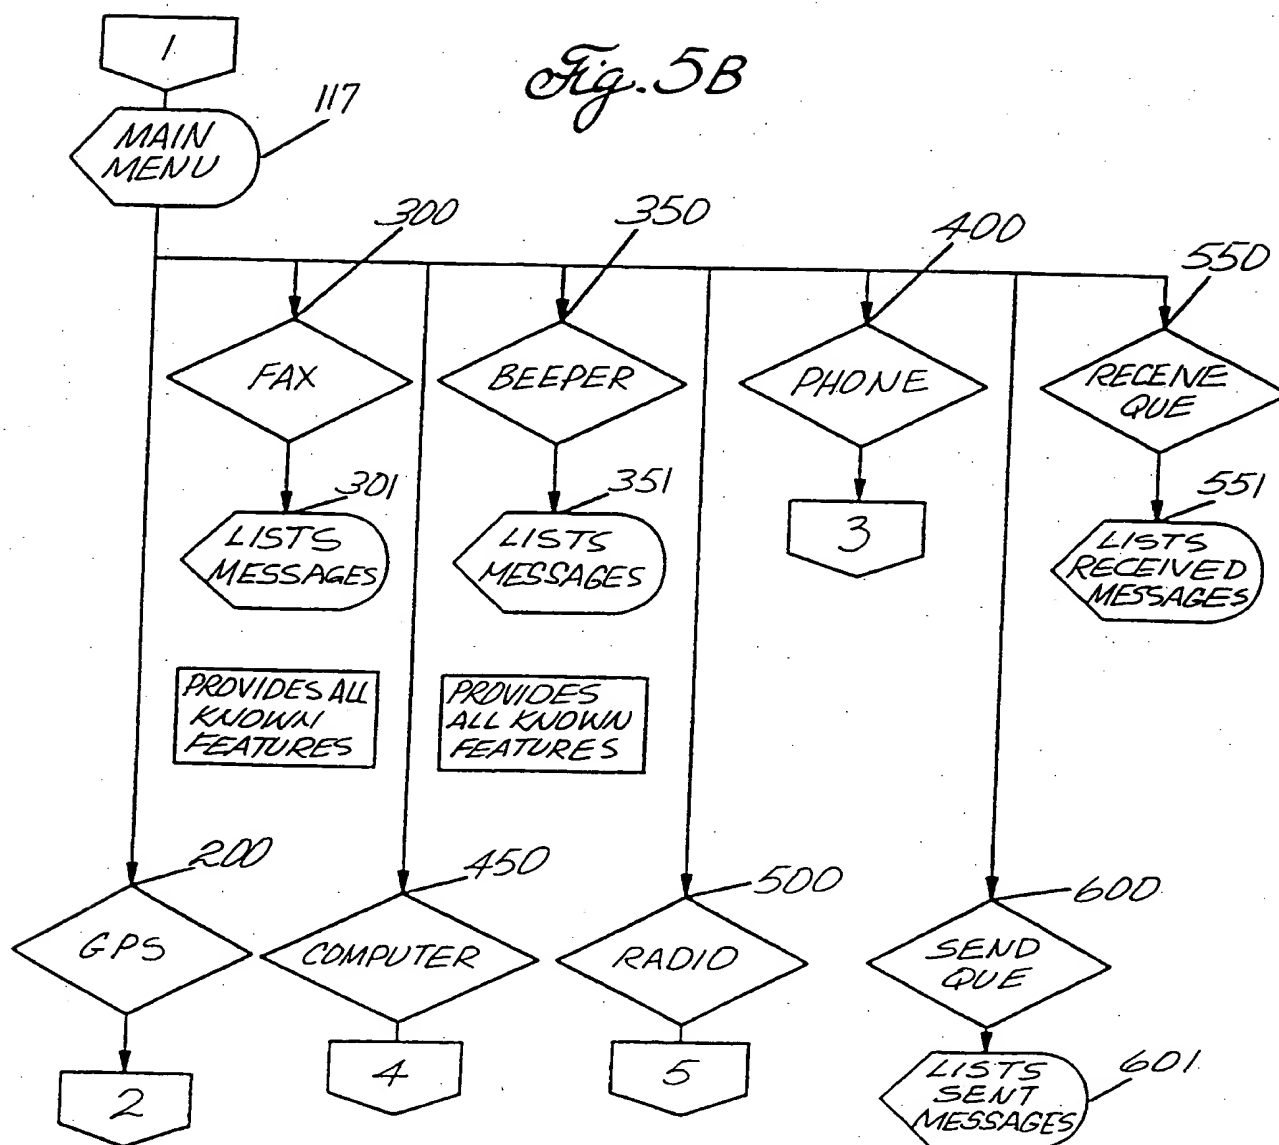 1
Fig. 5B
117
MAIN
MENU
300
350
400
550
FAX
BEEPER
PHONE
RECENE
QUE
301
351
551
LISTS
MESSAGES
LISTS
MESSAGES
3
LISTS
RECEIVED
MESSAGES
PROVIDES ALL
KNOWN
FEATURES
PROVIDES
ALL KNOWN
FEATURES
200
450
500
600
GPS
COMPUTER
RADIO
SEND
QUE
2
4
5
LISTS
SENT
MESSAGES
601